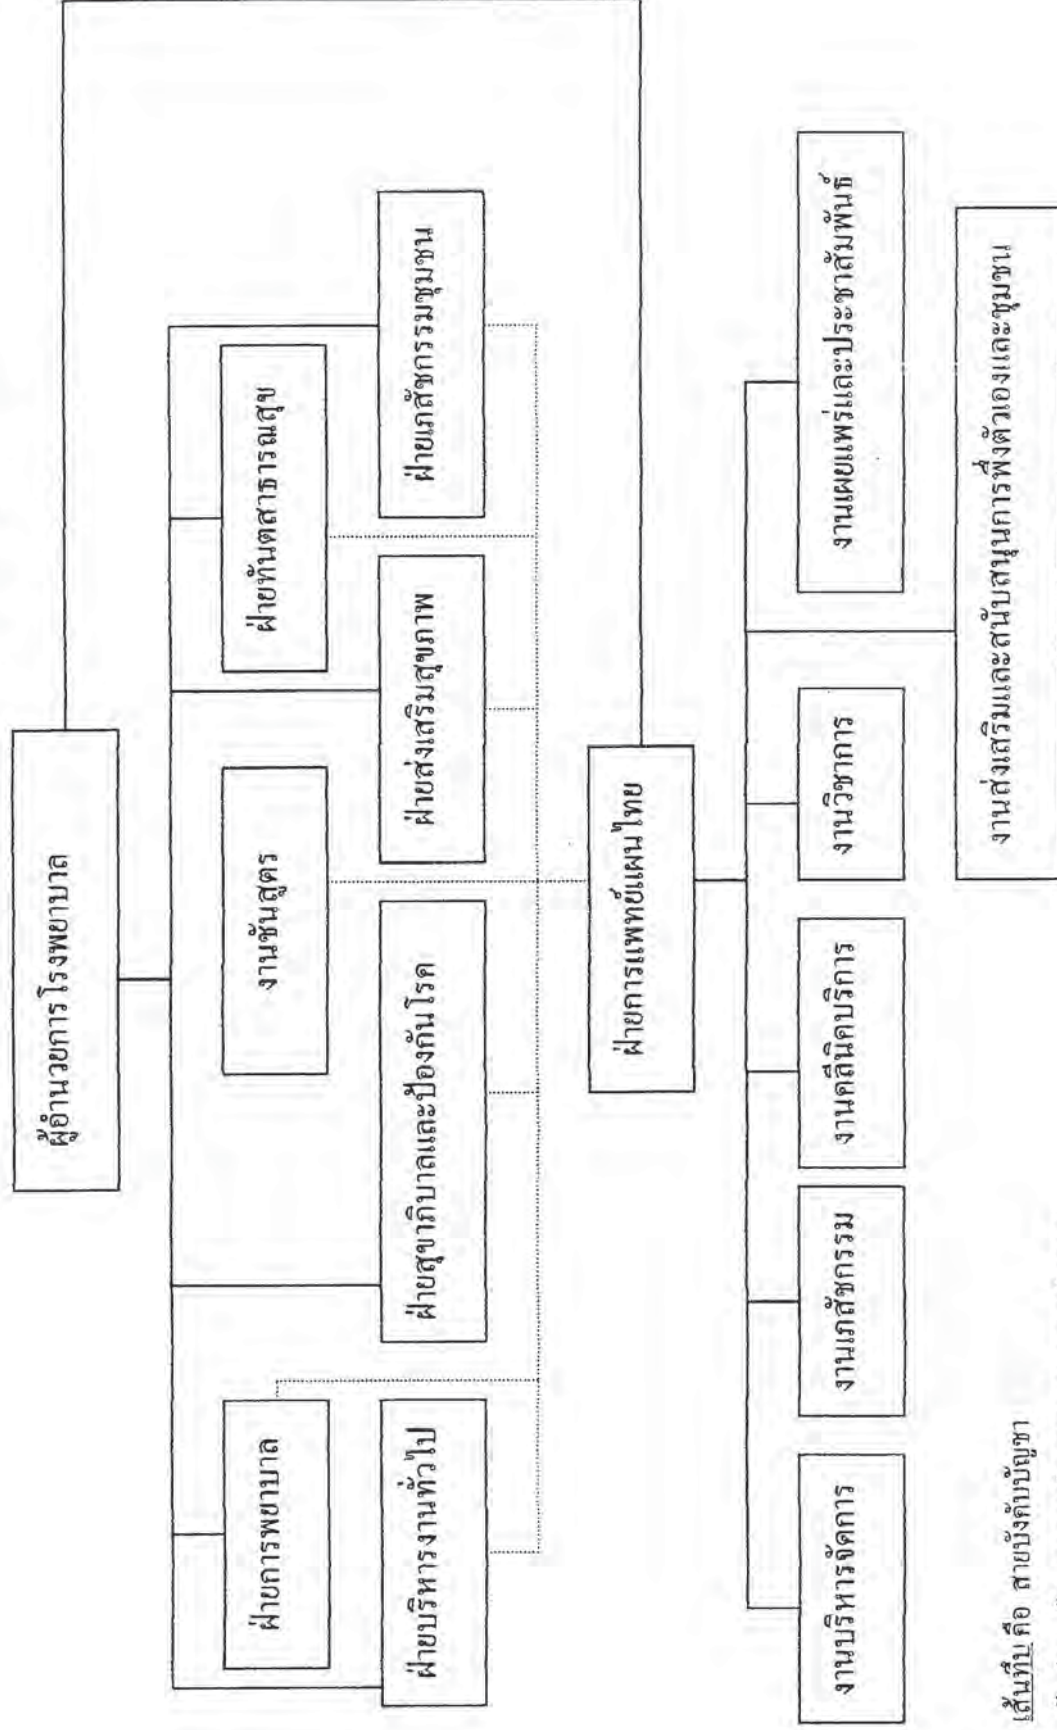 ผู้อำนวยการโรงพยาบาล
ฝ่ายการพยาบาล
งานชันสูตร
ฝ่ายทันตสาธารณสุข
ฝ่ายบริหารงานทั่วไป
ฝ่ายสุขาภิบาลและป้องกันโรค
ฝ่ายส่งเสริมสุขภาพ
ฝ่ายเภสัชกรรมชุมชน
ฝ่ายการแพทย์แผนไทย
งานบริหารจัดการ
งานเภสัชกรรม
งานคลีนิคบริการ
งานวิชาการ
งานเผยแพร่และประชาสัมพันธ์
งานส่งเสริมและสนับสนุนการพึ่งตัวเองและชุมชน
เส้นทึบ คือ สายบังคับบัญชา